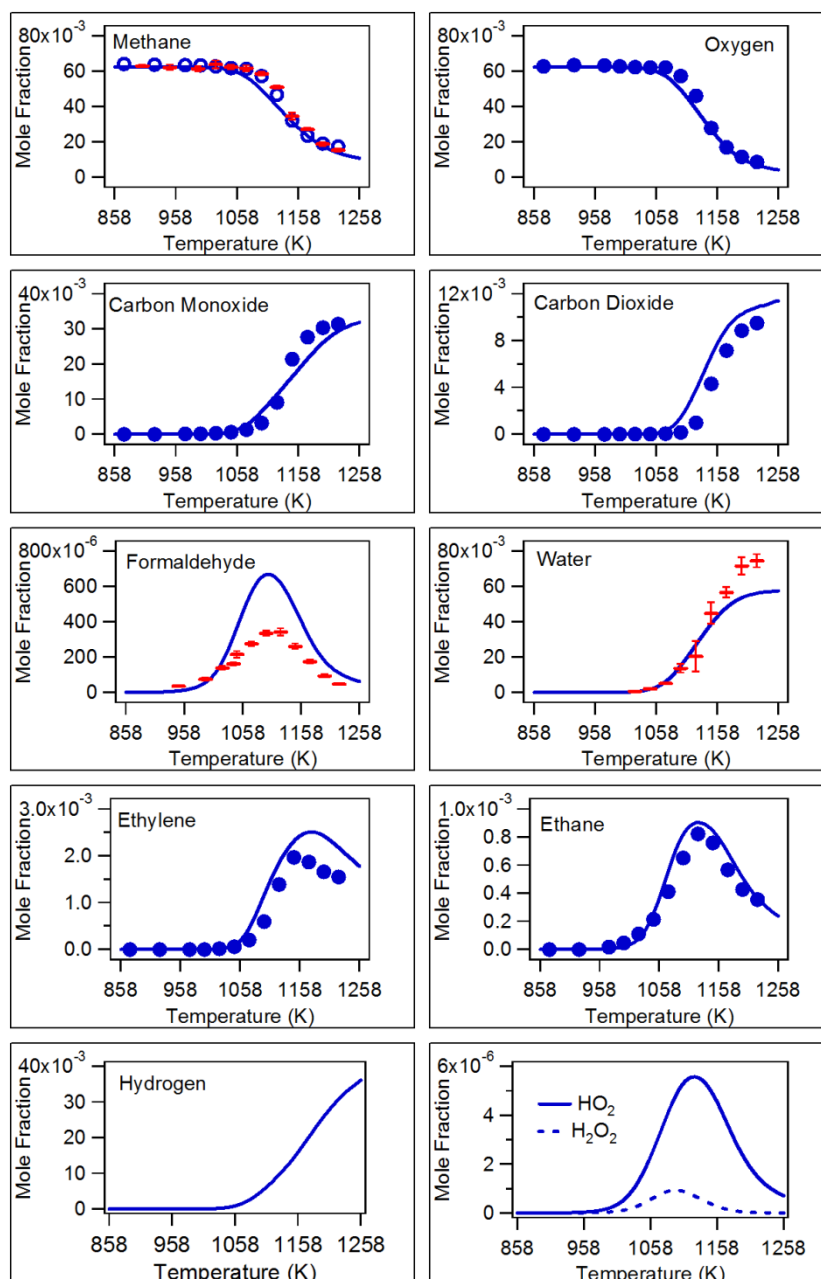 80x10-3
Methane
60
40
20
0
Mole Fraction
858 958 1058 1158 1258
Temperature (K)
80x10-3
Oxygen
60
40
20
0
Mole Fraction
858 958 1058 1158 1258
Temperature (K)
40x10-3
Carbon Monoxide
30
20
10
0
Mole Fraction
858 958 1058 1158 1258
Temperature (K)
12x10-3
Carbon Dioxide
8
4
0
Mole Fraction
858 958 1058 1158 1258
Temperature (K)
800x10-6
Formaldehyde
600
400
200
0
Mole Fraction
858 958 1058 1158 1258
Temperature (K)
80x10-3
Water
60
40
20
0
Mole Fraction
858 958 1058 1158 1258
Temperature (K)
3.0x10-3
Ethylene
2.0
1.0
0.0
Mole Fraction
858 958 1058 1158 1258
Temperature (K)
1.0x10-3
Ethane
0.8
0.6
0.4
0.2
0.0
Mole Fraction
858 958 1058 1158 1258
Temperature (K)
40x10-3
Hydrogen
30
20
10
0
Mole Fraction
858 958 1058 1158 1258
Temperature (K)
6x10-6
HO2
H2O2
4
2
0
Mole Fraction
858 958 1058 1158 1258
Temperature (K)